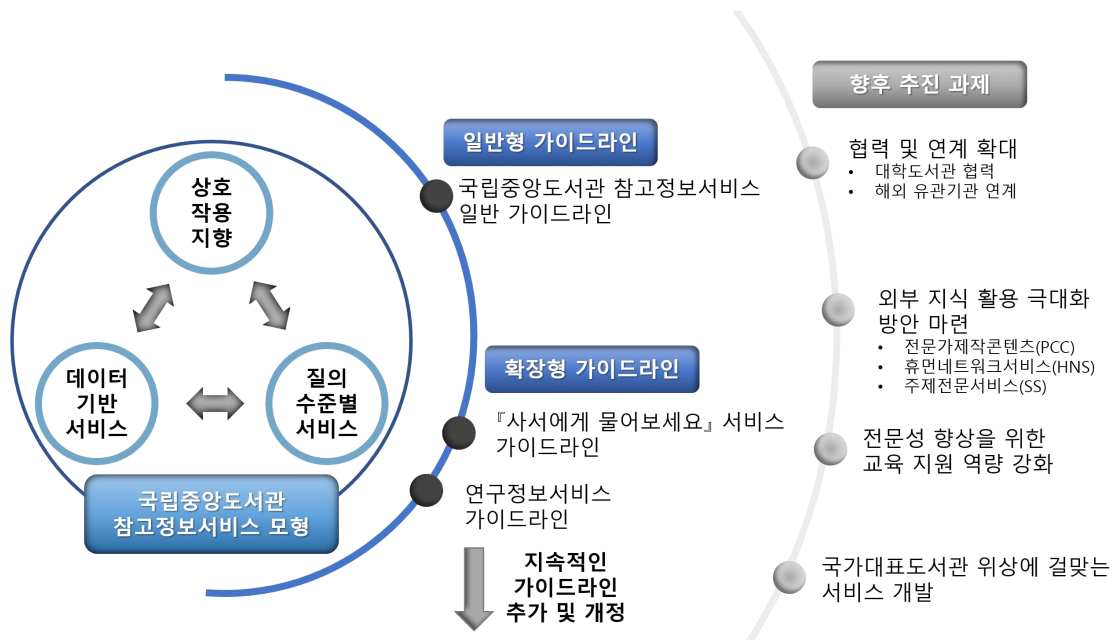 상호
작용
지향
데이터
기반
서비스
질의
수준별
서비스
국립중앙도서관
참고정보서비스 모형
일반형 가이드라인
국립중앙도서관 참고정보서비스
일반 가이드라인
확장형 가이드라인
『사서에게 물어보세요』 서비스
가이드라인
연구정보서비스
가이드라인
지속적인
가이드라인
추가 및 개정
향후 추진 과제
협력 및 연계 확대
• 대학도서관 협력
• 해외 유관기관 연계
외부 지식 활용 극대화
방안 마련
• 전문가제작콘텐츠(PCC)
• 휴먼네트워크서비스(HNS)
• 주제전문서비스(SS)
전문성 향상을 위한
교육 지원 역량 강화
국가대표도서관 위상에 걸맞는
서비스 개발